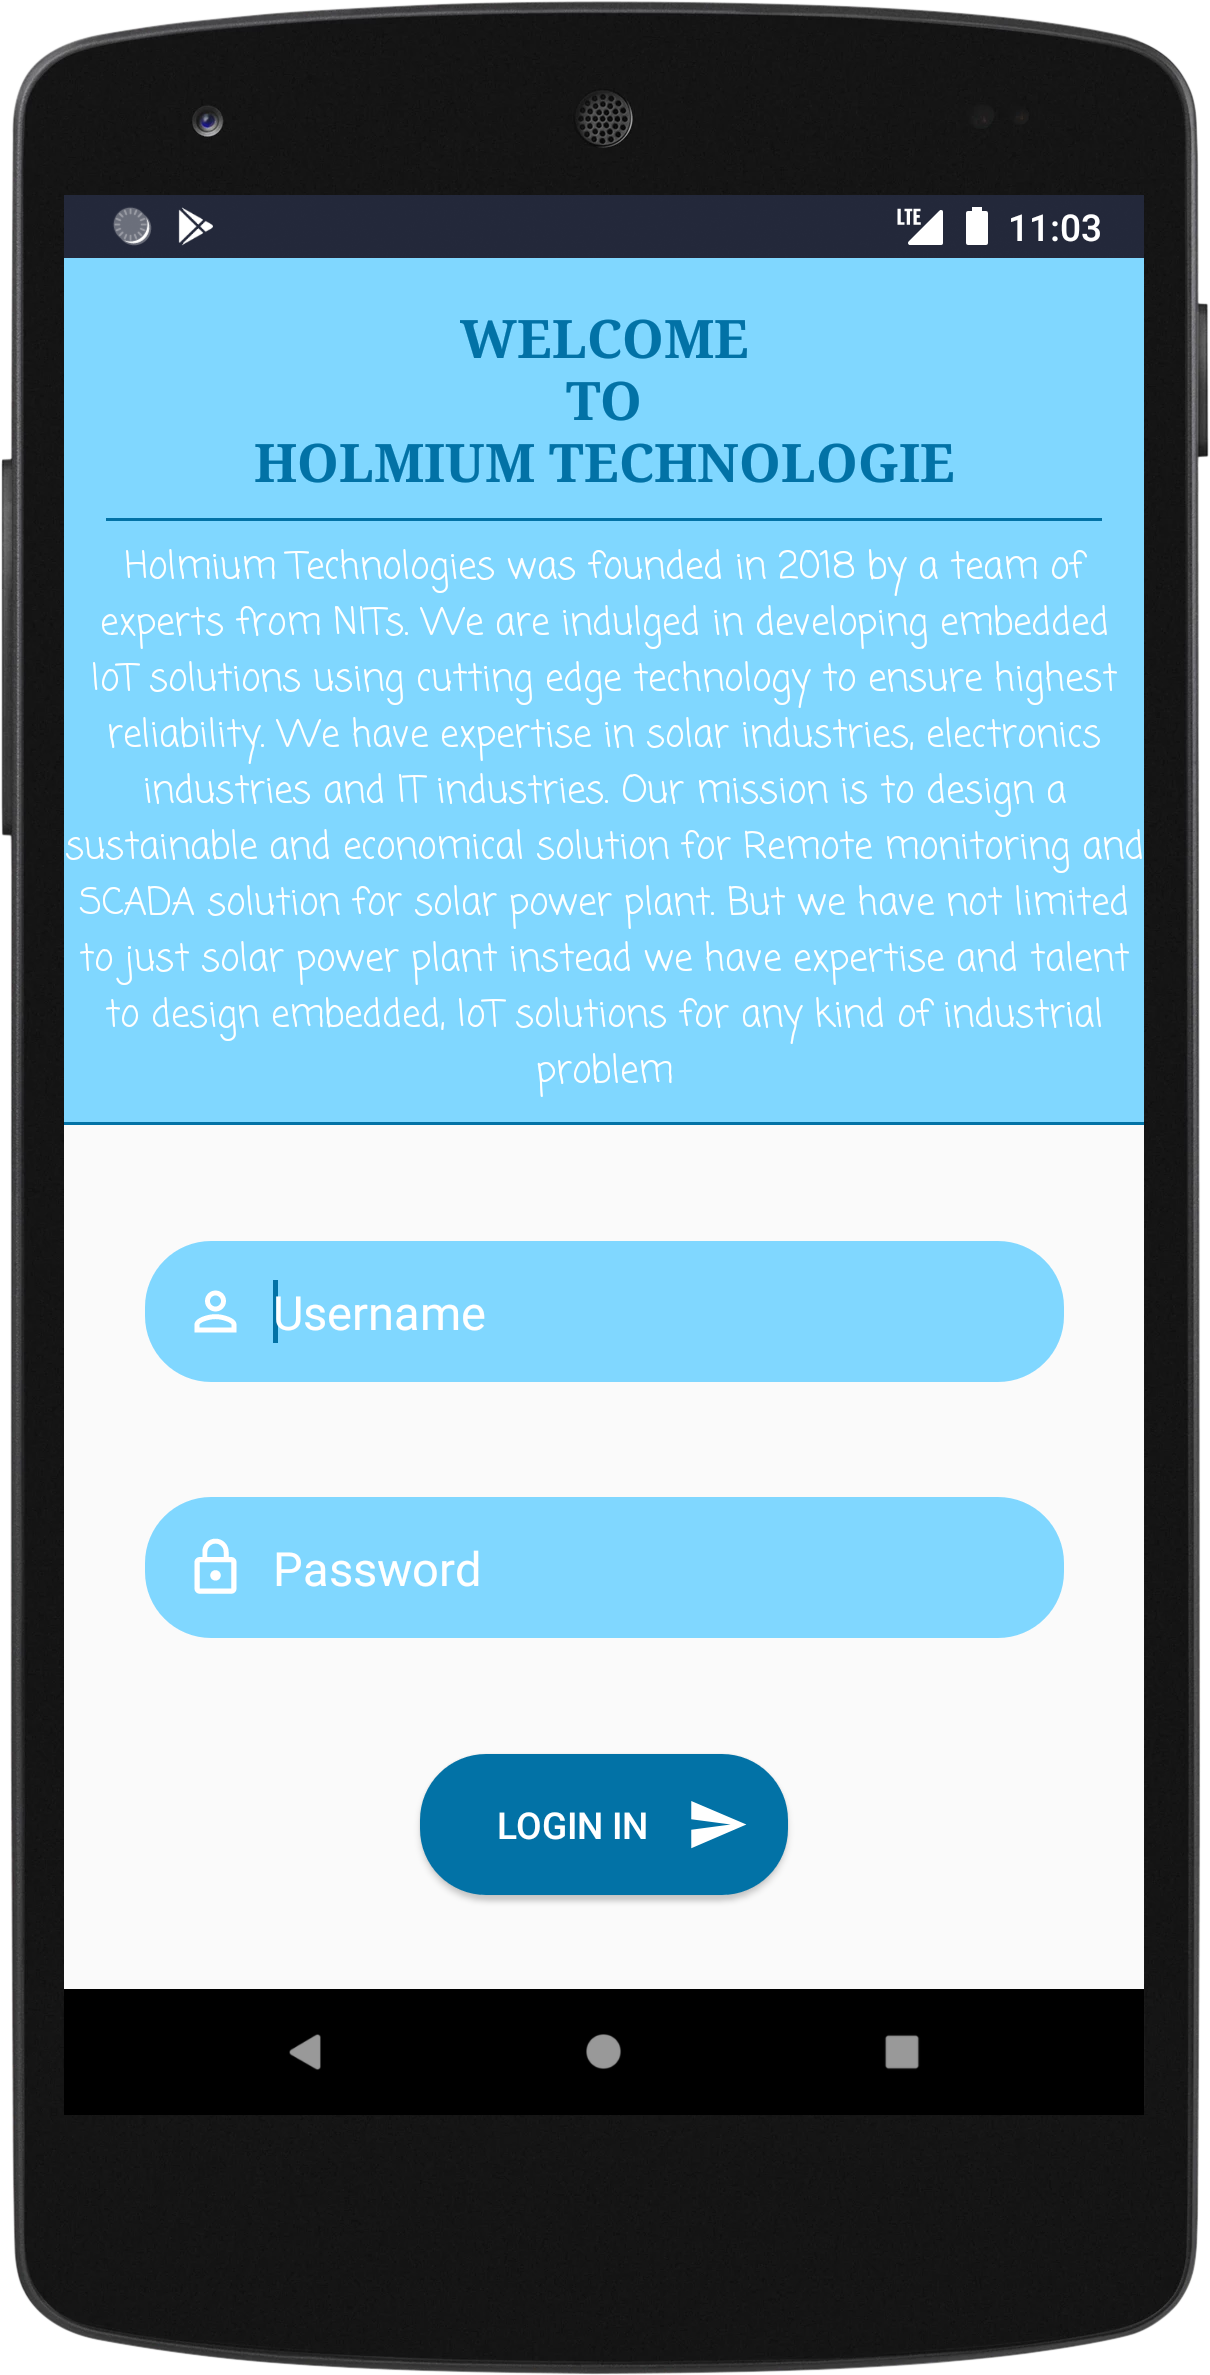 LTE 11:03
WELCOME
TO
HOLMIUM TECHNOLOGIE
Holmium Technologies was founded in 2018 by a team of
experts from NITs. We are indulged in developing embedded
IoT solutions using cutting edge technology to ensure highest
reliability. We have expertise in solar industries, electronics
industries and IT industries. Our mission is to design a
sustainable and economical solution for Remote monitoring and
SCADA solution for solar power plant. But we have not limited
to just solar power plant instead we have expertise and talent
to design embedded, IoT solutions for any kind of industrial
problem
Username
Password
LOGIN IN